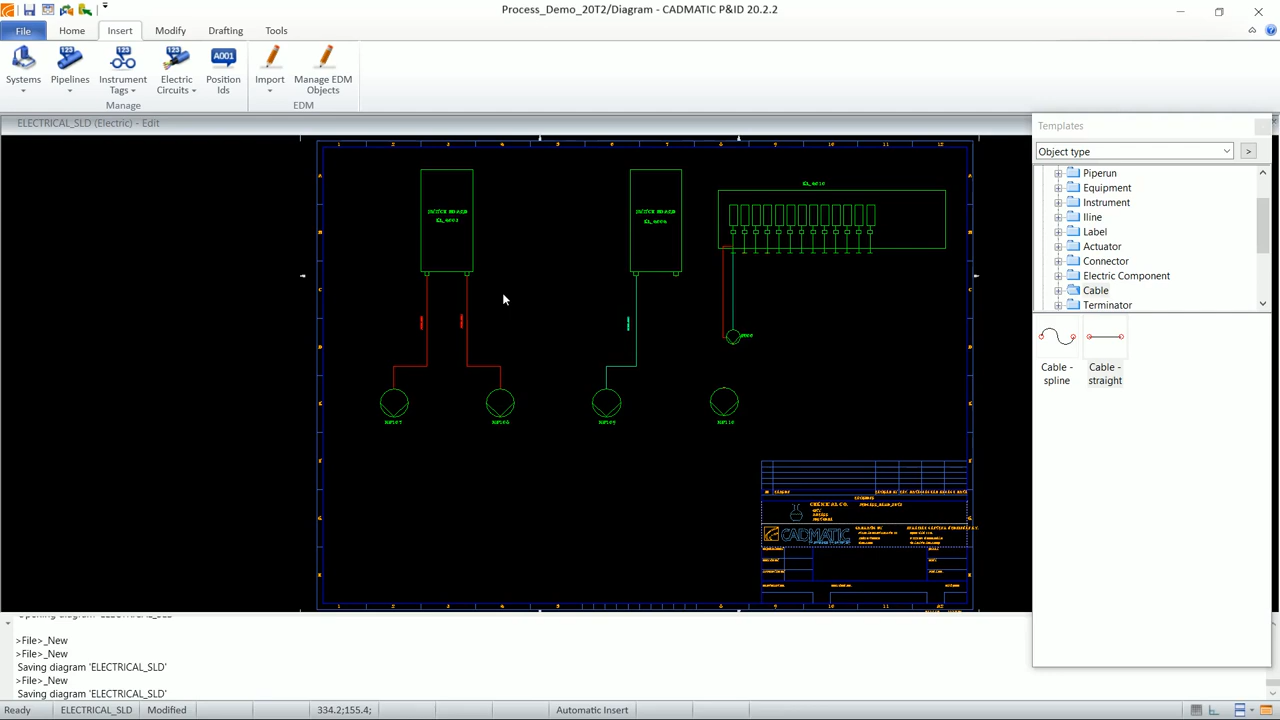 Process_Demo_20T2/Diagram - CADMATIC P&ID 20.2.2
File
Home
Insert
Modify
Drafting
Tools
Systems
Pipelines
Instrument
Tags
Electric
Circuits
Position
Ids
Import
Manage EDM
Objects
Manage
EDM
ELECTRICAL_SLD (Electric) - Edit
Templates
Object type
>
Piperun
Equipment
Instrument
Iline
Label
Actuator
Connector
Electric Component
Cable
Terminator
Cable -
spline
Cable -
straight
CHEMICAL CO.
CADMATIC
>File>_New
>File>_New
Saving diagram 'ELECTRICAL_SLD'
>File>_New
Saving diagram 'ELECTRICAL_SLD'
Ready
ELECTRICAL_SLD
Modified
334.2;155.4;
Automatic Insert